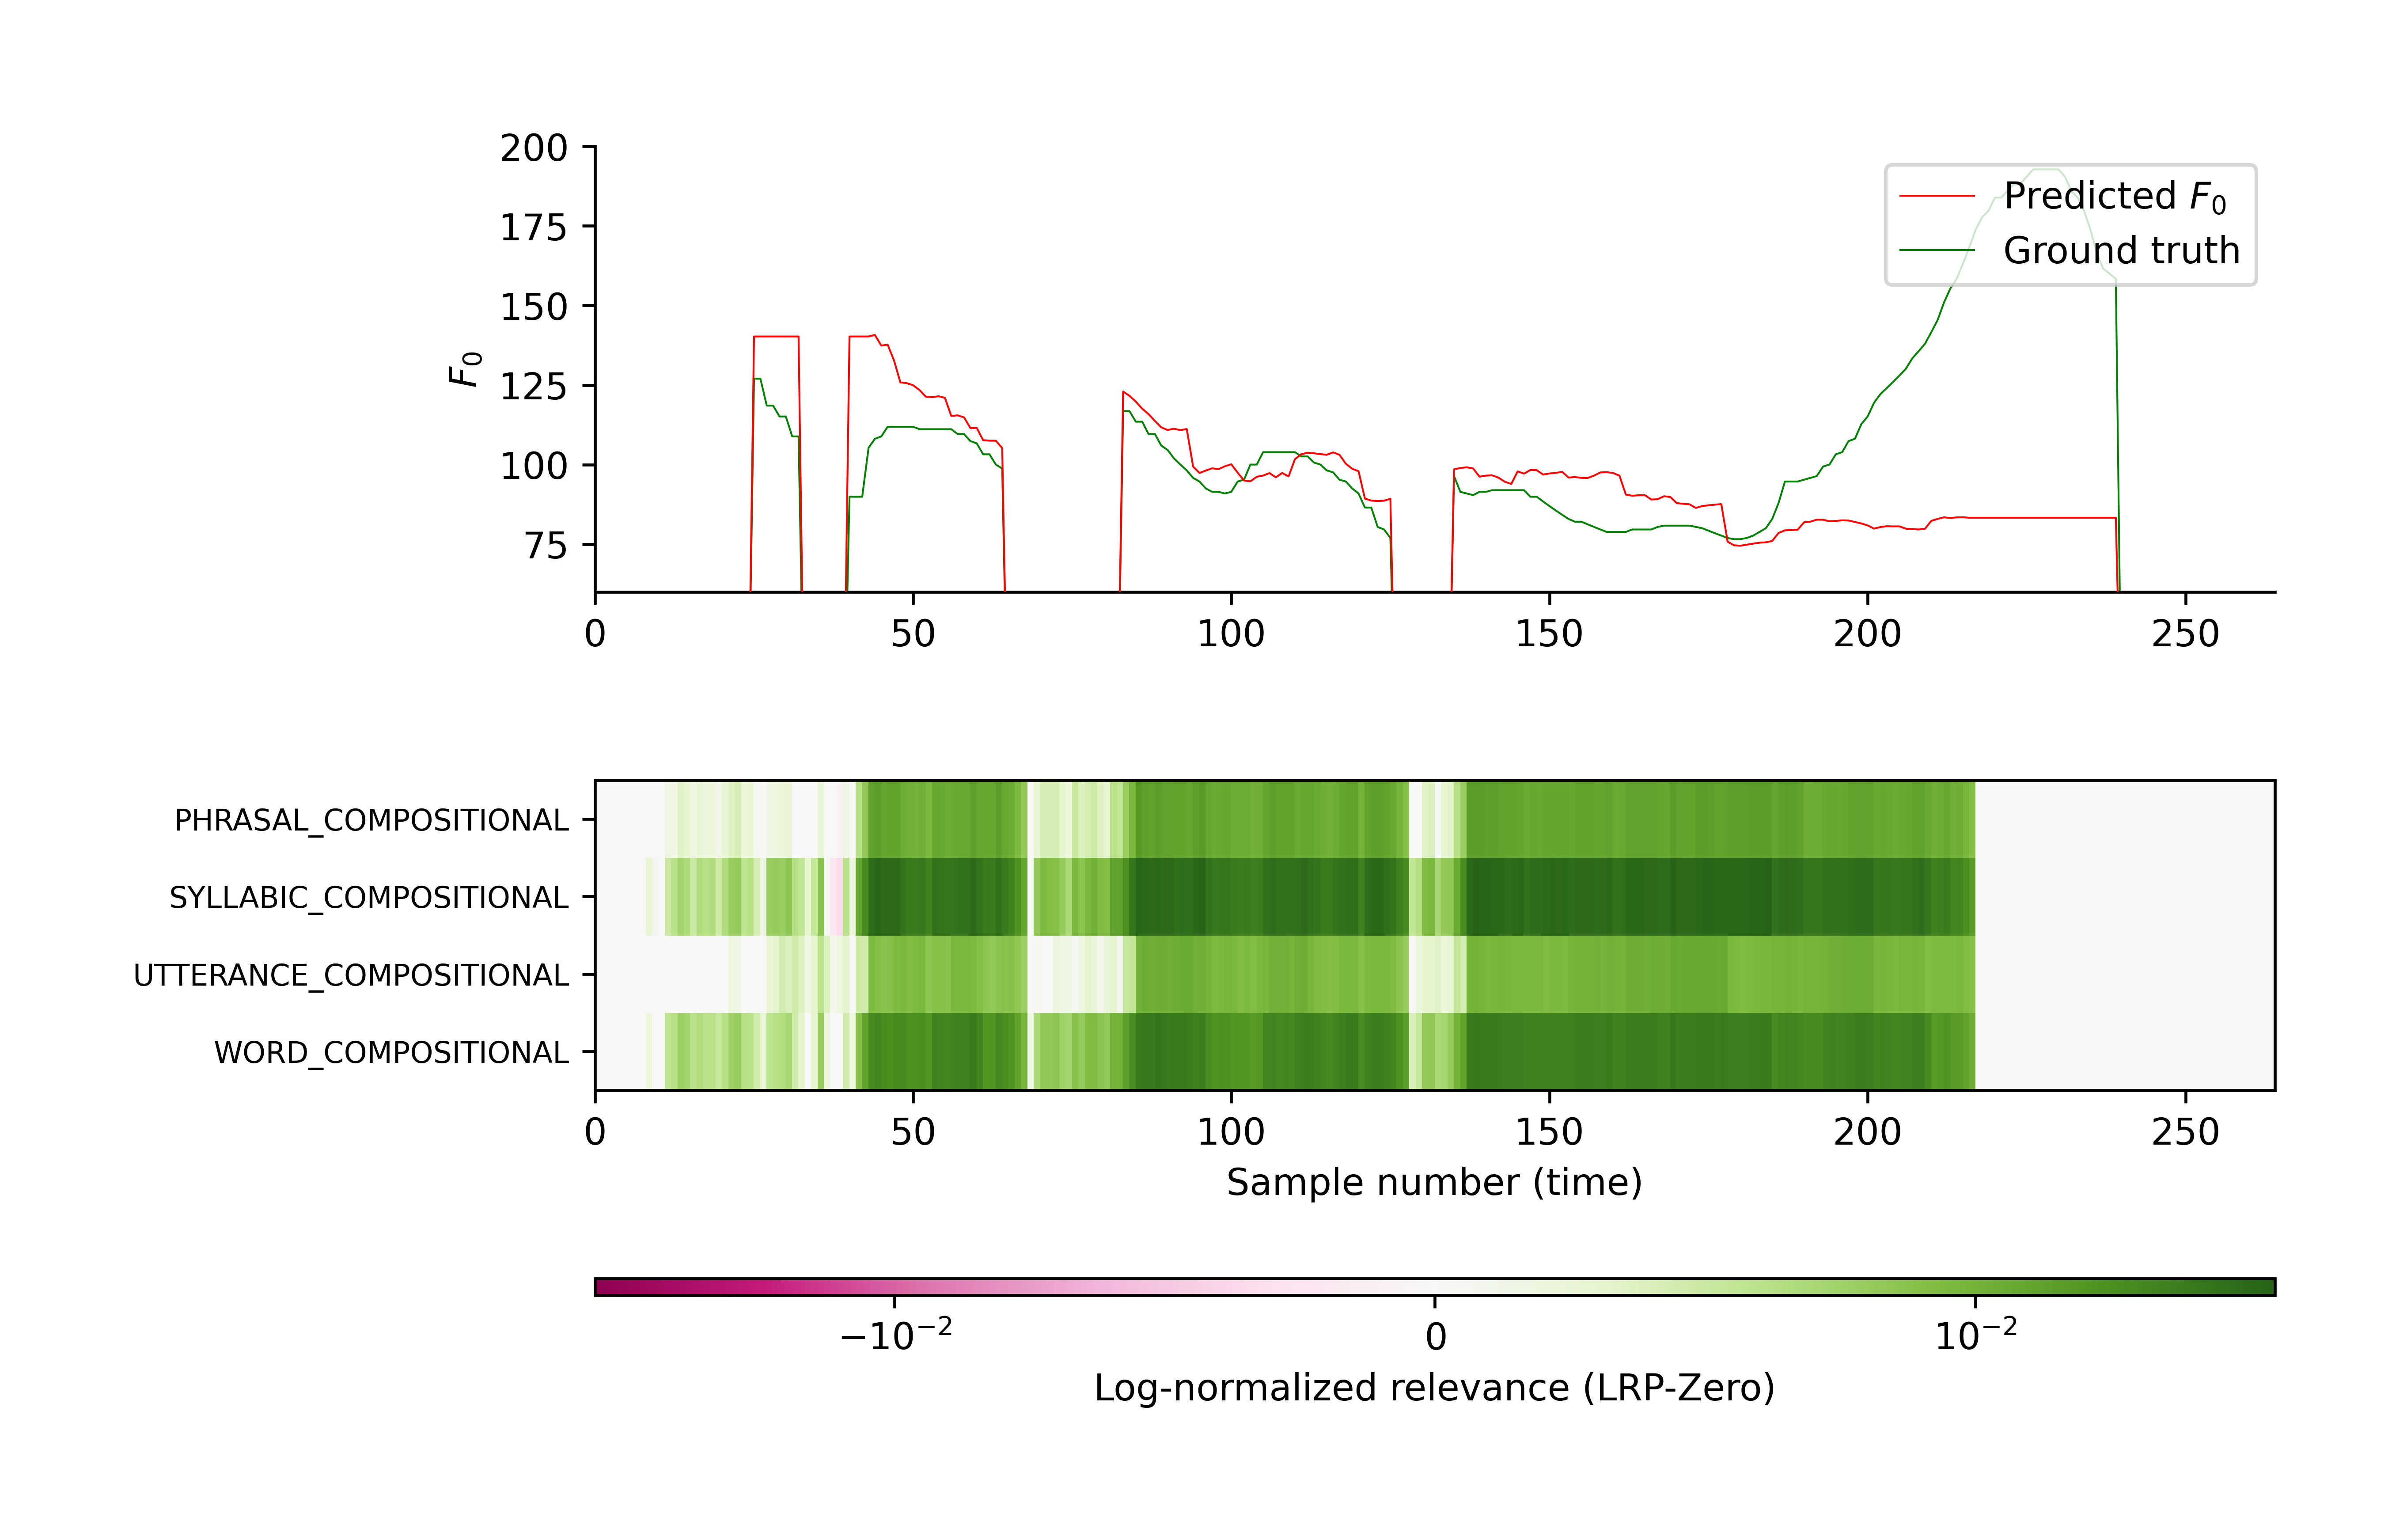 200
175
150
125
100
75
F0
Predicted F0
Ground truth
0 50 100 150 200 250
PHRASAL_COMPOSITIONAL
SYLLABIC_COMPOSITIONAL
UTTERANCE_COMPOSITIONAL
WORD_COMPOSITIONAL
0 50 100 150 200 250
Sample number (time)
−10^−2 0 10^−2
Log-normalized relevance (LRP-Zero)